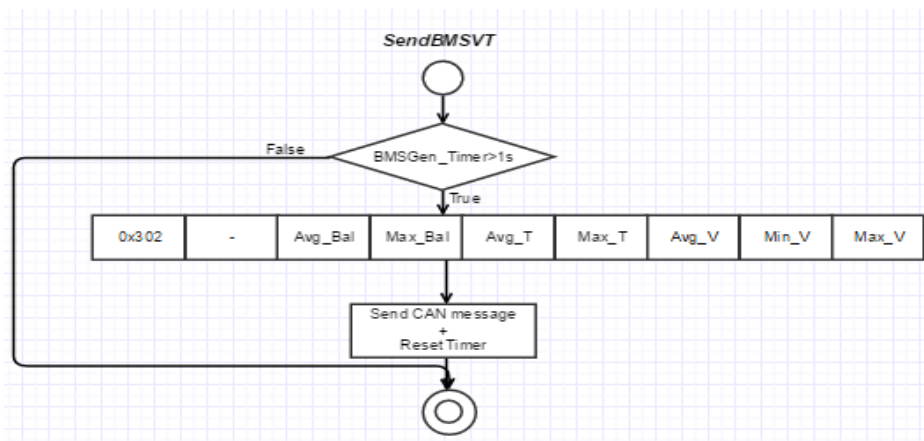 SendBMSVT
False
BMSGen_Timer>1s
True
0x302 - Avg_Bal Max_Bal Avg_T Max_T Avg_V Min_V Max_V
Send CAN message
+
Reset Timer